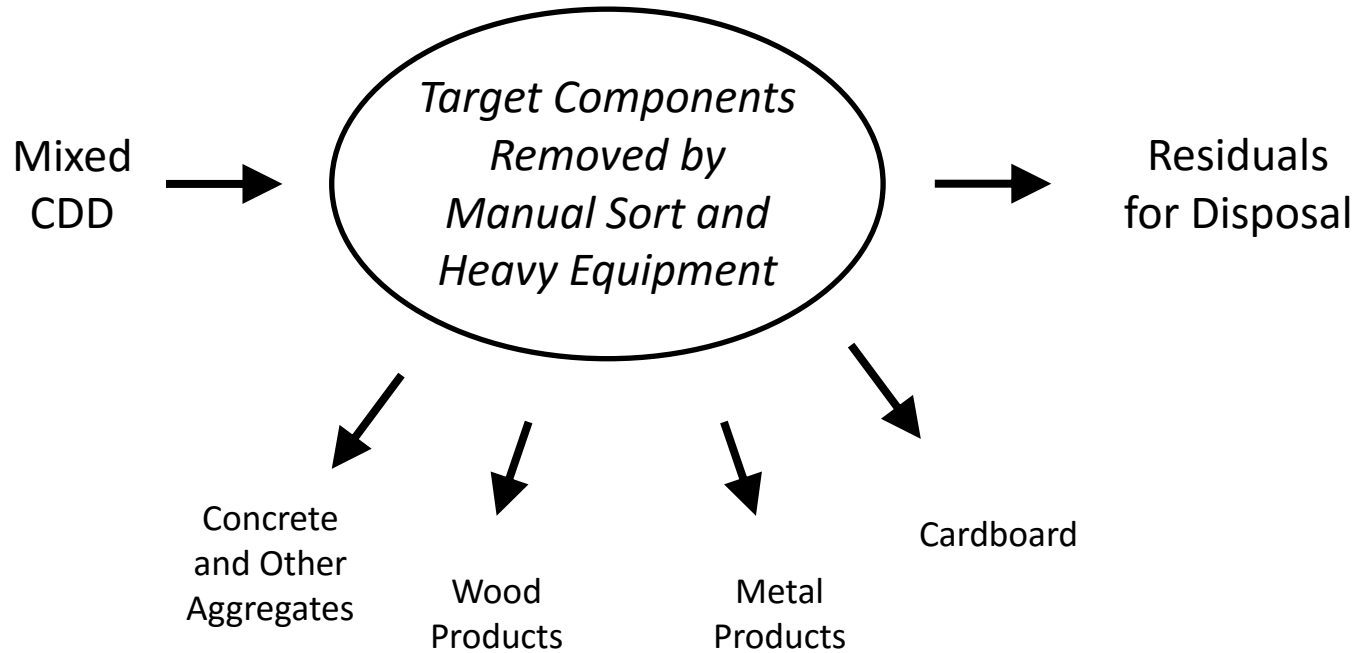 Mixed
CDD
Target Components
Removed by
Manual Sort and
Heavy Equipment
Residuals
for Disposal
Concrete
and Other
Aggregates
Wood
Products
Metal
Products
Cardboard